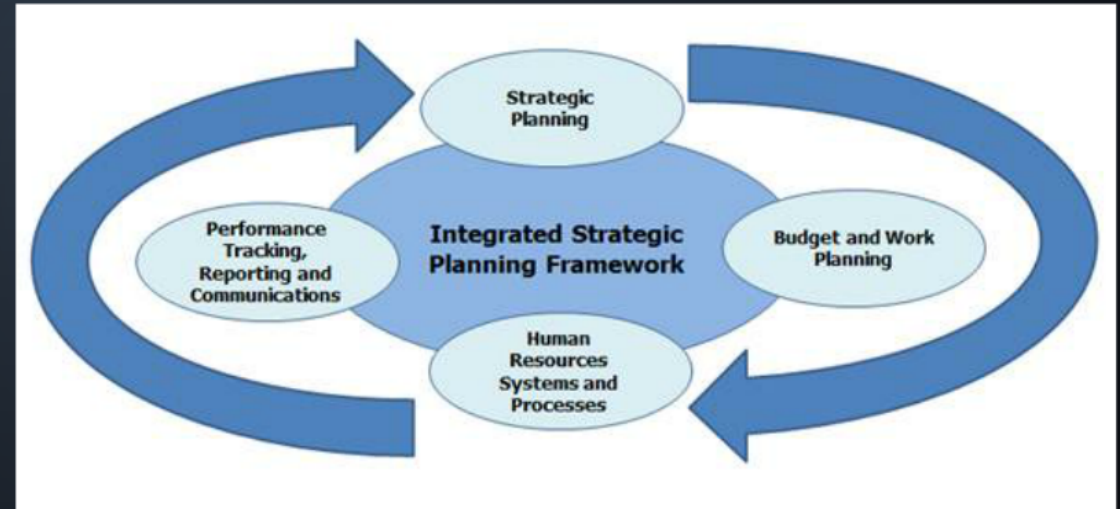 Strategic
Planning
Integrated Strategic
Planning Framework
Budget and Work
Planning
Human
Resources
Systems and
Processes
Performance
Tracking,
Reporting and
Communications